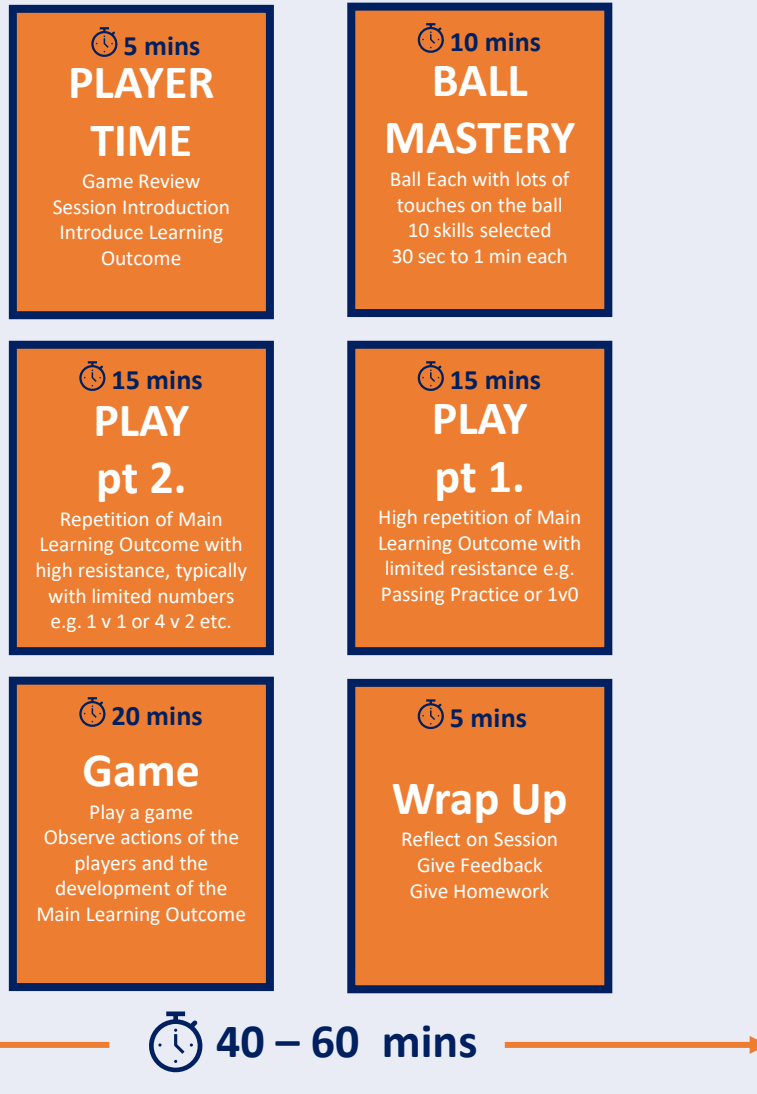 5 mins
PLAYER
TIME
Game Review
Session Introduction
Introduce Learning
Outcome
10 mins
BALL
MASTERY
Ball Each with lots of
touches on the ball
10 skills selected
30 sec to 1 min each
15 mins
PLAY
pt 2.
Repetition of Main
Learning Outcome with
high resistance, typically
with limited numbers
e.g. 1 v 1 or 4 v 2 etc.
15 mins
PLAY
pt 1.
High repetition of Main
Learning Outcome with
limited resistance e.g.
Passing Practice or 1v0
20 mins
Game
Play a game
Observe actions of the
players and the
development of the
Main Learning Outcome
5 mins
Wrap Up
Reflect on Session
Give Feedback
Give Homework
40 – 60 mins